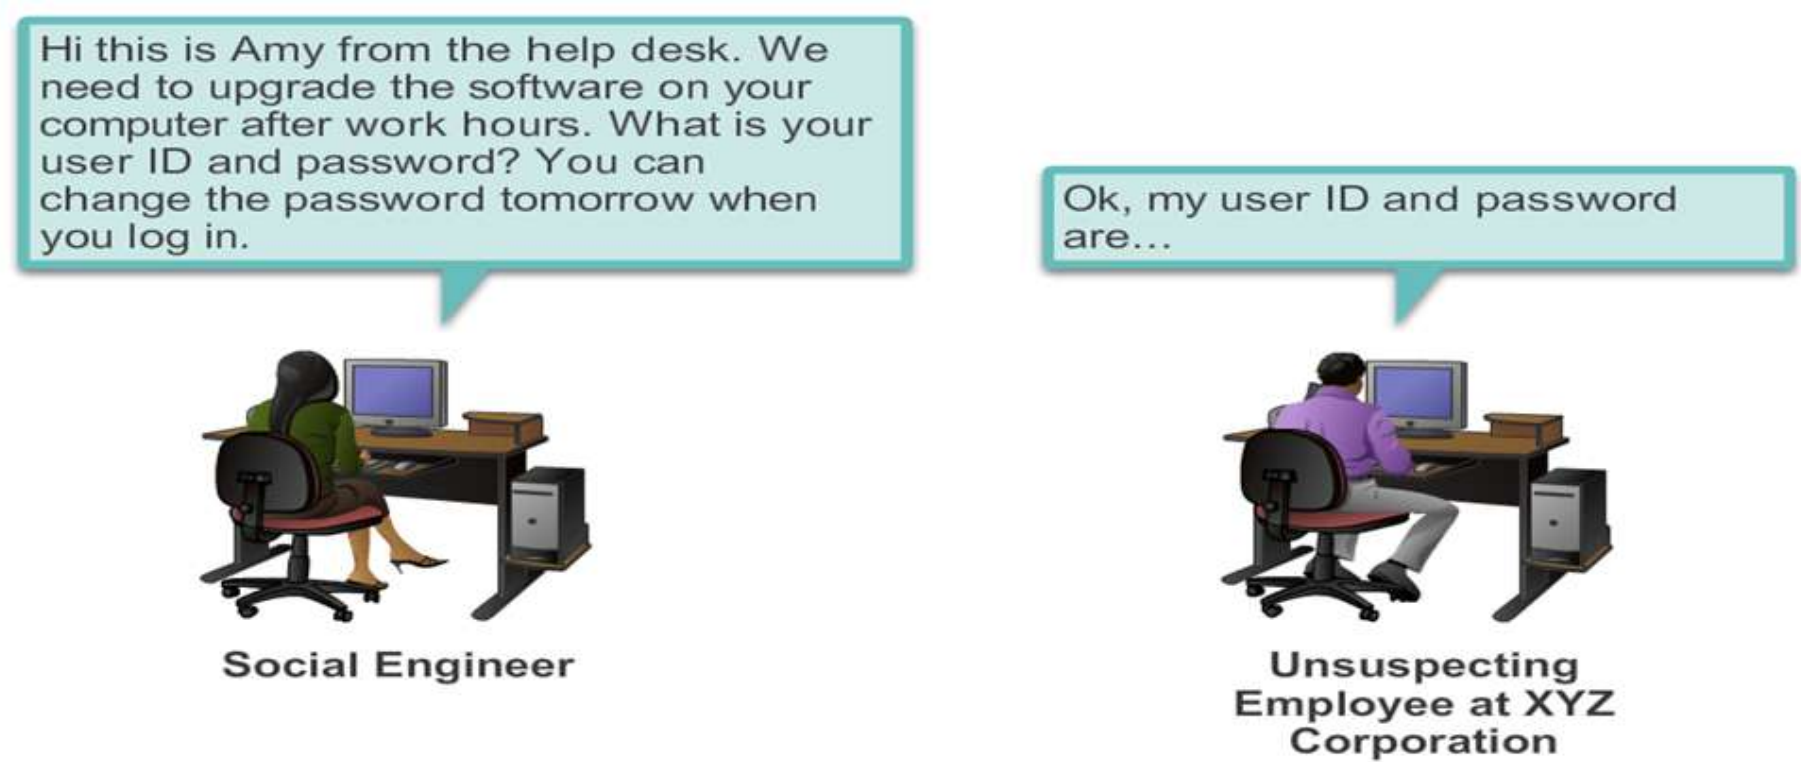 Hi this is Amy from the help desk. We
need to upgrade the software on your
computer after work hours. What is your
user ID and password? You can
change the password tomorrow when
you log in.
Ok, my user ID and password
are...
Social Engineer
Unsuspecting
Employee at XYZ
Corporation